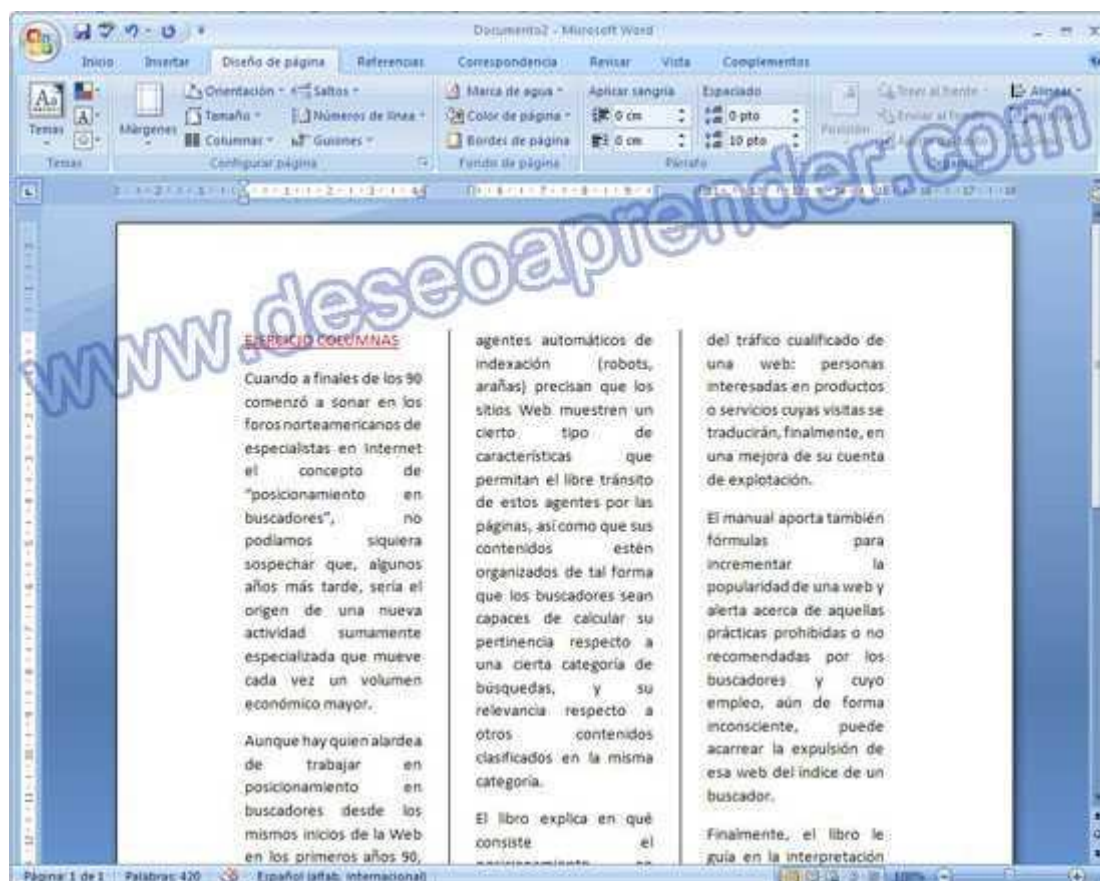 Documento2 - Microsoft Word
Inicio Insertar Diseño de página Referencias Correspondencia Revisar Vista Complementos
Orientación Saltos Marca de agua Aplicar sangría Espaciado Traer al frente Alinear
Tamaño Números de línea Color de página 0 cm 0 pto Enviar al fondo
Temas Márgenes Columnas Guiones Bordes de página 0 cm 10 pto Posición
Temas Configurar página Fondo de página Párrafo Organizar
www.deseoaprender.com
EJERCICIO COLUMNAS
Cuando a finales de los 90
comenzó a sonar en los
foros norteamericanos de
especialistas en Internet
el concepto de
"posicionamiento en
buscadores", no
podíamos siquiera
sospechar que, algunos
años más tarde, sería el
origen de una nueva
actividad sumamente
especializada que mueve
cada vez un volumen
económico mayor.
Aunque hay quien alardea
de trabajar en
posicionamiento en
buscadores desde los
mismos inicios de la Web
en los primeros años 90,
agentes automáticos de
indexación (robots,
arañas) precisan que los
sitios Web muestren un
cierto tipo de
características que
permitan el libre tránsito
de estos agentes por las
páginas, así como que sus
contenidos estén
organizados de tal forma
que los buscadores sean
capaces de calcular su
pertinencia respecto a
una cierta categoría de
búsquedas, y su
relevancia respecto a
otros contenidos
clasificados en la misma
categoría.
El libro explica en qué
consiste el
posicionamiento en
del tráfico cualificado de
una web: personas
interesadas en productos
o servicios cuyas visitas se
traducirán, finalmente, en
una mejora de su cuenta
de explotación.
El manual aporta también
fórmulas para
incrementar la
popularidad de una web y
alerta acerca de aquellas
prácticas prohibidas o no
recomendadas por los
buscadores y cuyo
empleo, aún de forma
inconsciente, puede
acarrear la expulsión de
esa web del índice de un
buscador.
Finalmente, el libro le
guía en la interpretación
Página: 1 de 1 Palabras: 420 Español (alfab. internacional) 100%